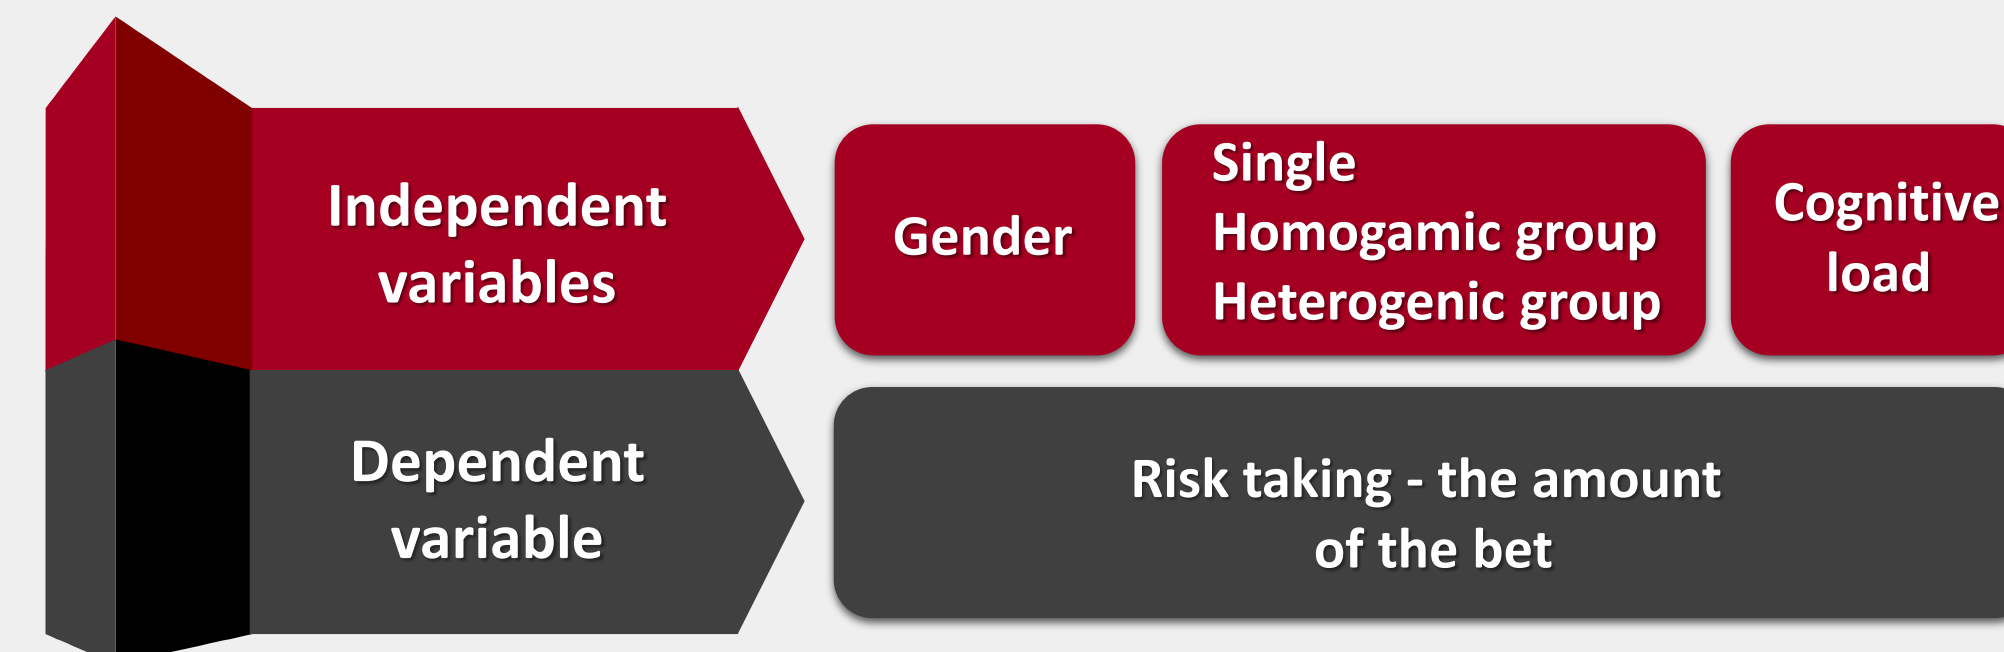 Independent
variables
Gender
Single
Homogamic group
Heterogenic group
Cognitive
load
Dependent
variable
Risk taking - the amount
of the bet